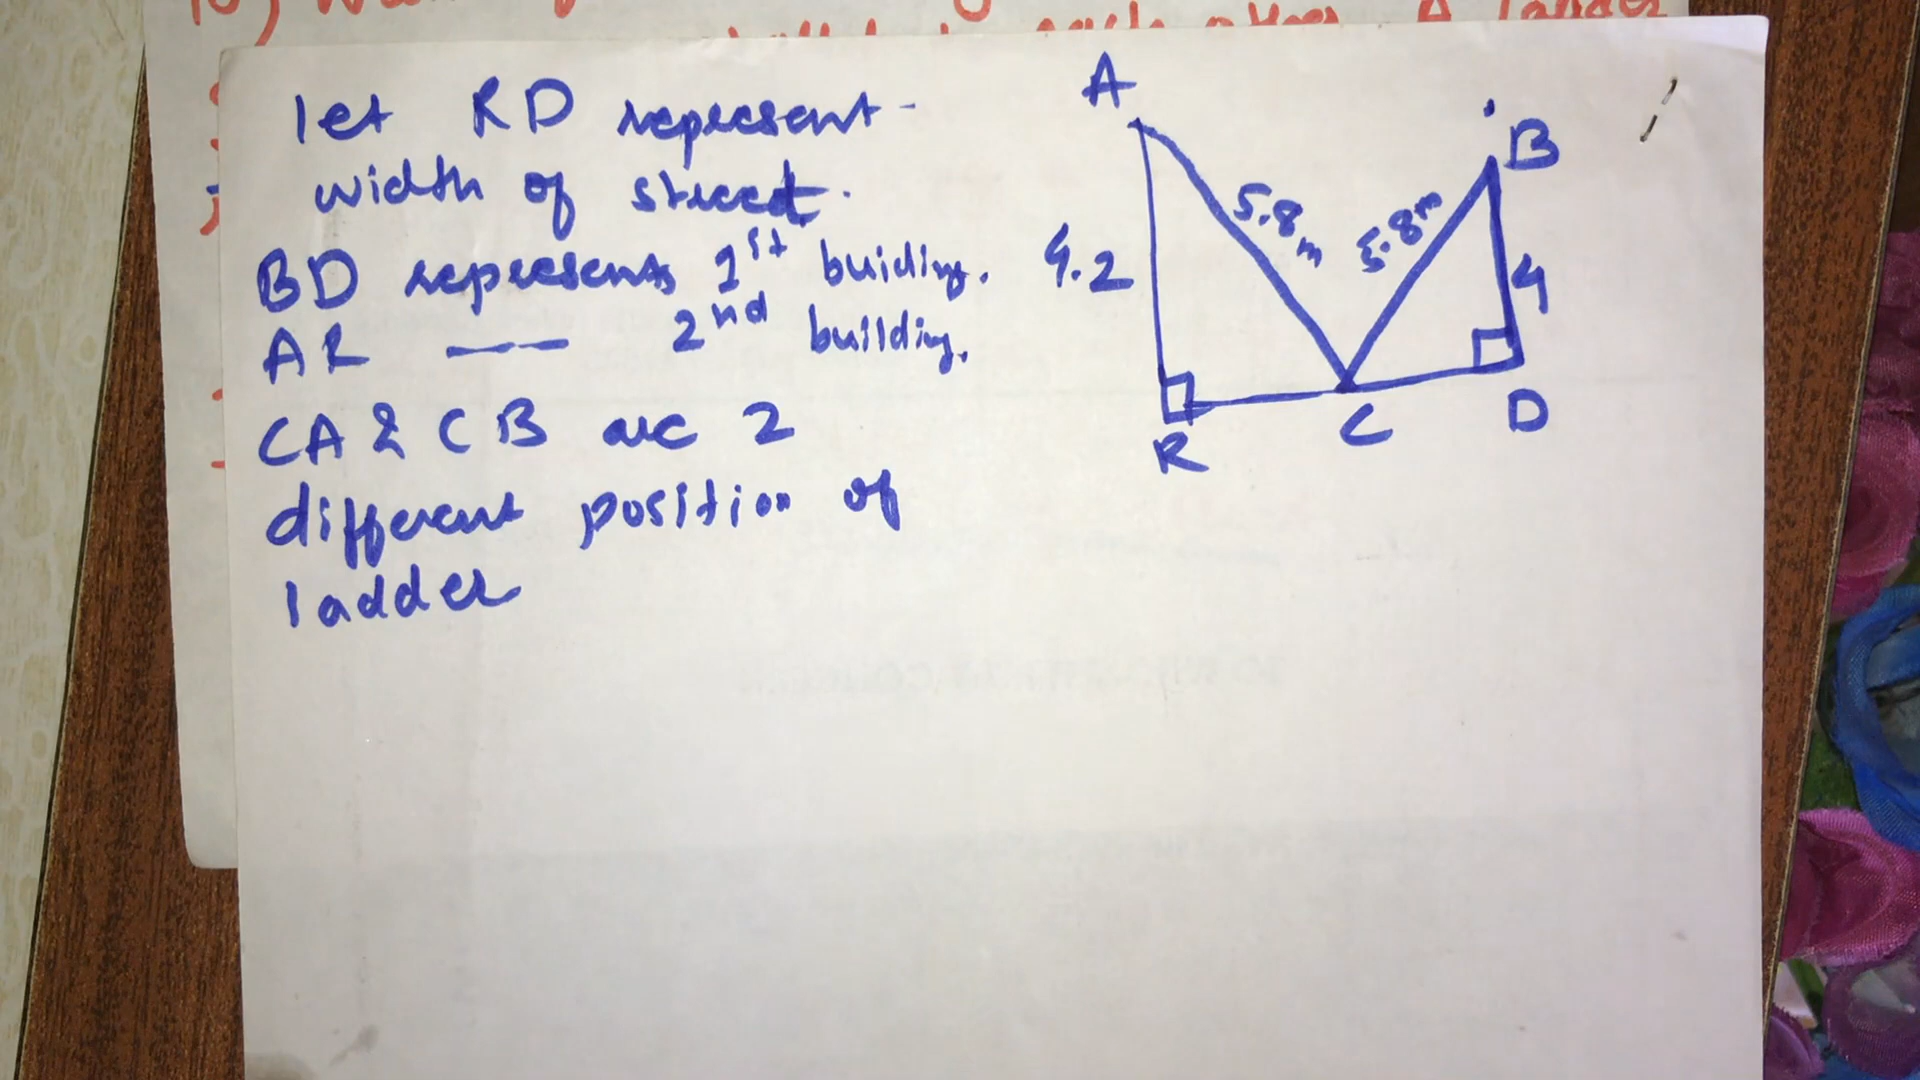 let RD represent
width of street.
BD represents 1st building.
AR —— 2nd building.
CA & CB are 2
different position of
ladder
A
B
5.8m
5.8m
4.2
4
R
C
D